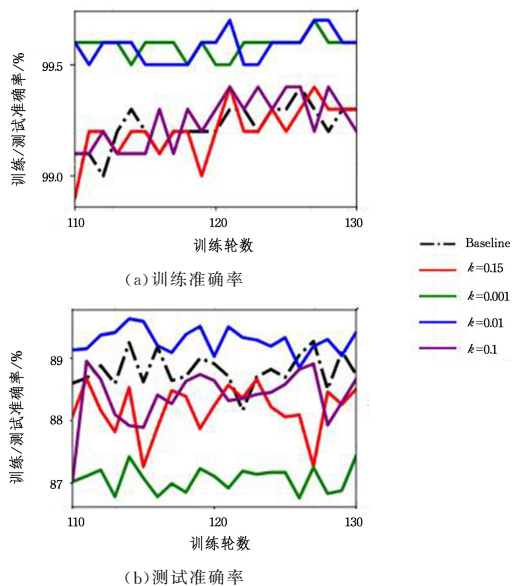 训练/测试准确率/%
99.5
99.0
110
120
130
训练轮数
(a)训练准确率
Baseline
k=0.15
k=0.001
k=0.01
k=0.1
训练/测试准确率/%
89
88
87
110
120
130
训练轮数
(b)测试准确率